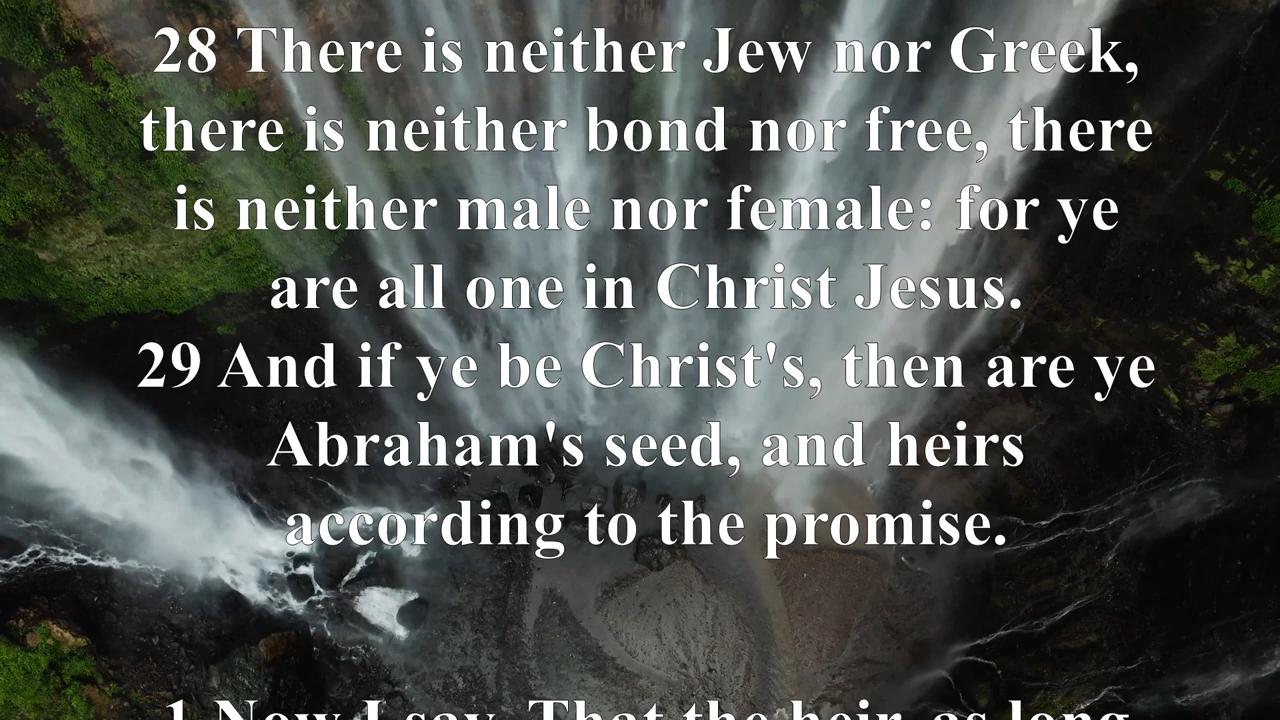 28 There is neither Jew nor Greek,
there is neither bond nor free, there
is neither male nor female: for ye
are all one in Christ Jesus.
29 And if ye be Christ's, then are ye
Abraham's seed, and heirs
according to the promise.
1 Now I say, That the heir, as long